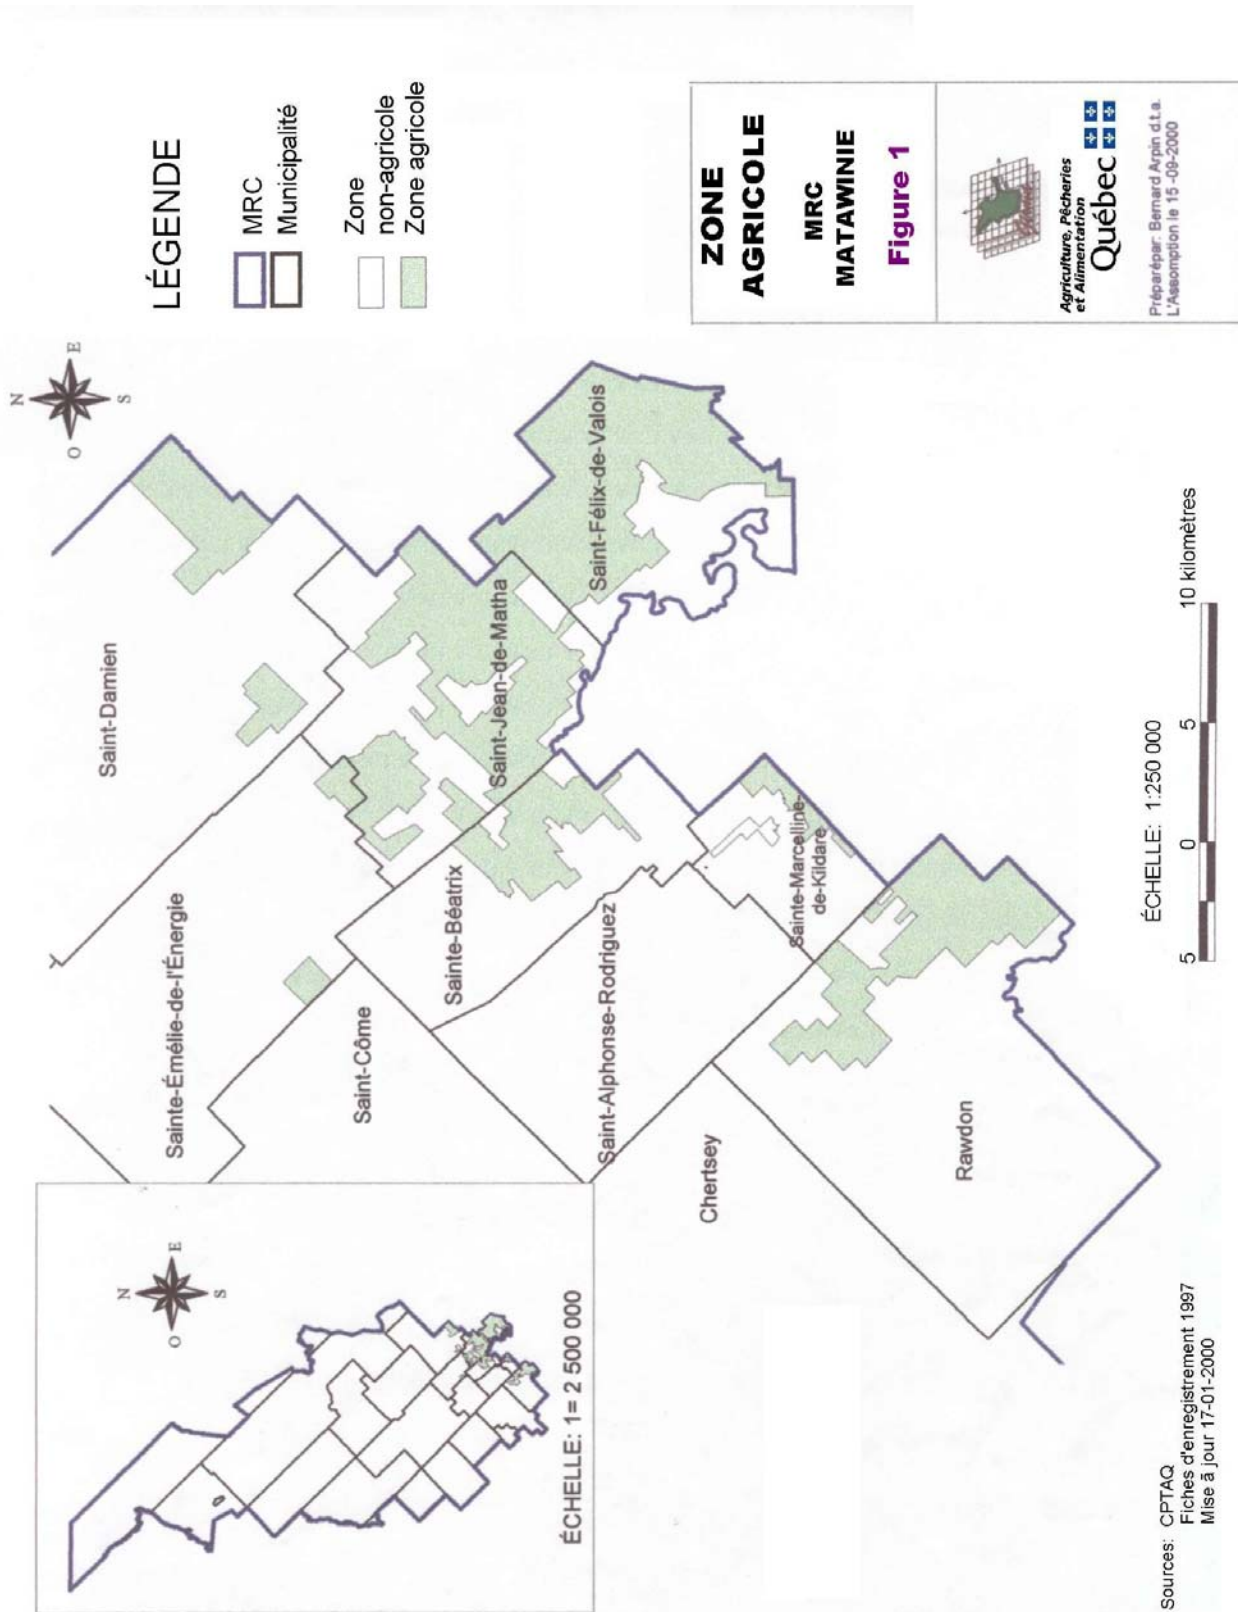 LÉGENDE
MRC
Municipalité
Zone
non-agricole
Zone agricole
ZONE
AGRICOLE
MRC
MATAWINIE
Figure 1
Agriculture, Pêcheries
et Alimentation
Québec
Préparépar: Bernard Arpin d.t.a.
L'Assomption le 15 -09-2000
N
E
S
O
Saint-Damien
Sainte-Émélie-de-l'Énergie
Saint-Côme
Sainte-Béatrix
Saint-Jean-de-Matha
Saint-Félix-de-Valois
Saint-Alphonse-Rodriguez
Sainte-Marcelline-
de-Kildare
Chertsey
Rawdon
N
E
S
O
ÉCHELLE: 1= 2 500 000
ÉCHELLE: 1:250 000
5 0 5 10 kilomètres
Sources: CPTAQ
Fiches d'enregistrement 1997
Mise à jour 17-01-2000